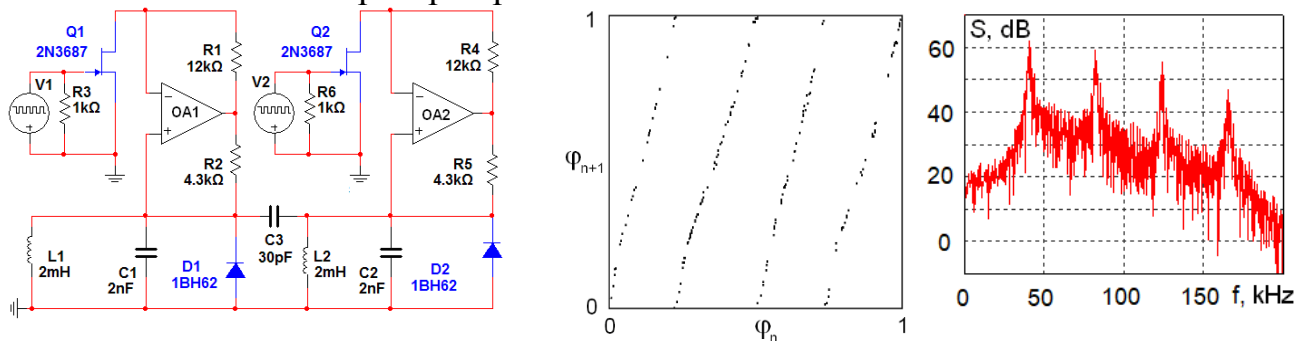 Q1
2N3687
V1
R3
1kΩ
OA1
R1
12kΩ
R2
4.3kΩ
Q2
2N3687
V2
R6
1kΩ
OA2
R4
12kΩ
R5
4.3kΩ
L1
2mH
C1
2nF
D1
1BH62
C3
30pF
L2
2mH
C2
2nF
D2
1BH62
1
φn+1
0
0
φn
1
S, dB
60
40
20
0
0
50
100
150
f, kHz